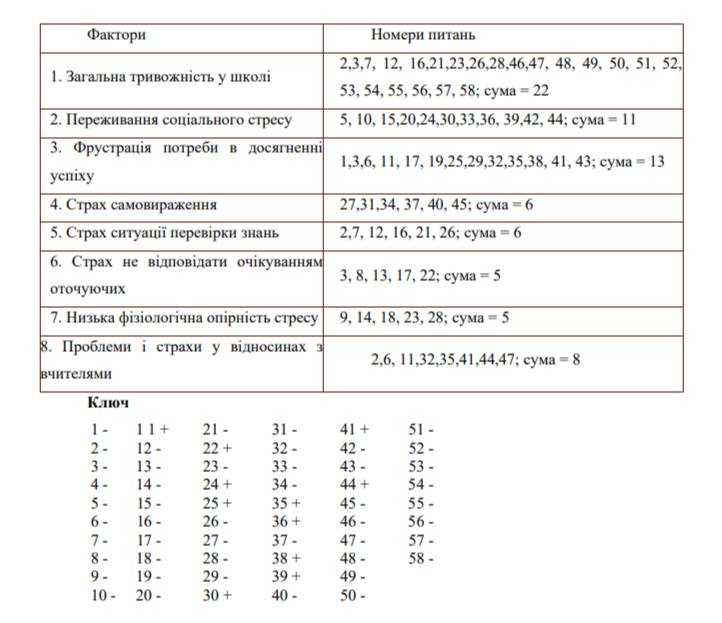 Фактори	Номери питань
1. Загальна тривожність у школі	2,3,7, 12, 16,21,23,26,28,46,47, 48, 49, 50, 51, 52,
53, 54, 55, 56, 57, 58; сума = 22
2. Переживання соціального стресу	5, 10, 15,20,24,30,33,36, 39,42, 44; сума = 11
3. Фрустрація потреби в досягненні
успіху	1,3,6, 11, 17, 19,25,29,32,35,38, 41, 43; сума = 13
4. Страх самовираження	27,31,34, 37, 40, 45; сума = 6
5. Страх ситуації перевірки знань	2,7, 12, 16, 21, 26; сума = 6
6. Страх не відповідати очікуванням
оточуючих	3, 8, 13, 17, 22; сума = 5
7. Низька фізіологічна опірність стресу	9, 14, 18, 23, 28; сума = 5
8. Проблеми і страхи у відносинах з
вчителями	2,6, 11,32,35,41,44,47; сума = 8
Ключ
1 -	1 1 +	21 -	31 -	41 +	51 -
2 -	12 -	22 +	32 -	42 -	52 -
3 -	13 -	23 -	33 -	43 -	53 -
4 -	14 -	24 +	34 -	44 +	54 -
5 -	15 -	25 +	35 +	45 -	55 -
6 -	16 -	26 -	36 +	46 -	56 -
7 -	17 -	27 -	37 -	47 -	57 -
8 -	18 -	28 -	38 +	48 -	58 -
9 -	19 -	29 -	39 +	49 -
10 -	20 -	30 +	40 -	50 -